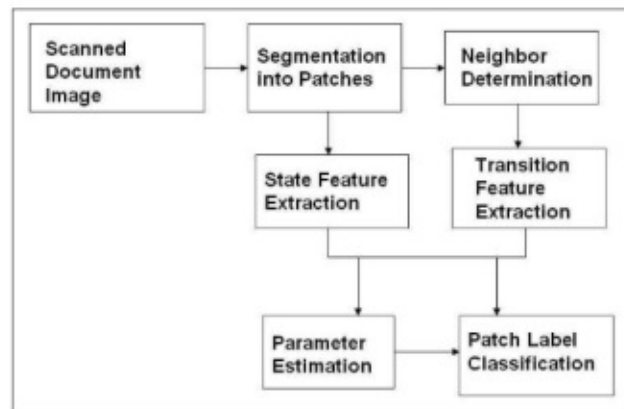 Scanned
Document
Image
Segmentation
into Patches
Neighbor
Determination
State Feature
Extraction
Transition
Feature
Extraction
Parameter
Estimation
Patch Label
Classification